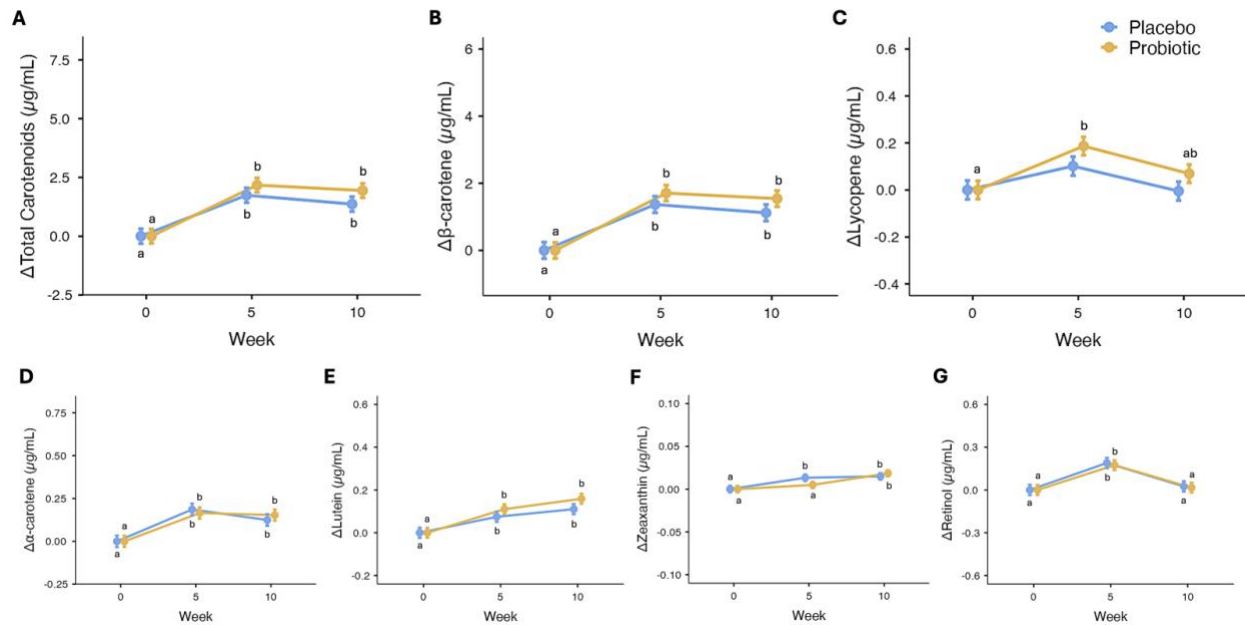 A
ΔTotal Carotenoids (µg/mL)
7.5
5.0
2.5
0.0
-2.5
a
a
b
b
b
b
0
5
10
Week
B
Δβ-carotene (µg/mL)
6
4
2
0
a
a
b
b
b
b
0
5
10
Week
C
Placebo
Probiotic
ΔLycopene (µg/mL)
0.6
0.4
0.2
0.0
-0.2
-0.4
a
b
ab
0
5
10
Week
D
Δα-carotene (µg/mL)
0.75
0.50
0.25
0.00
-0.25
a
a
b
b
b
b
0
5
10
Week
E
ΔLutein (µg/mL)
0.6
0.4
0.2
0.0
-0.2
a
a
b
b
b
b
0
5
10
Week
F
ΔZeaxanthin (µg/mL)
0.10
0.05
0.00
-0.05
-0.10
a
a
b
a
b
b
0
5
10
Week
G
ΔRetinol (µg/mL)
0.6
0.3
0.0
-0.3
-0.6
a
a
b
b
a
a
0
5
10
Week